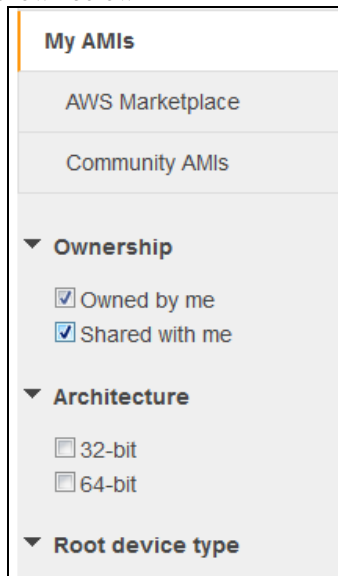 My AMIs
AWS Marketplace
Community AMIs
Ownership
Owned by me
Shared with me
Architecture
32-bit
64-bit
Root device type